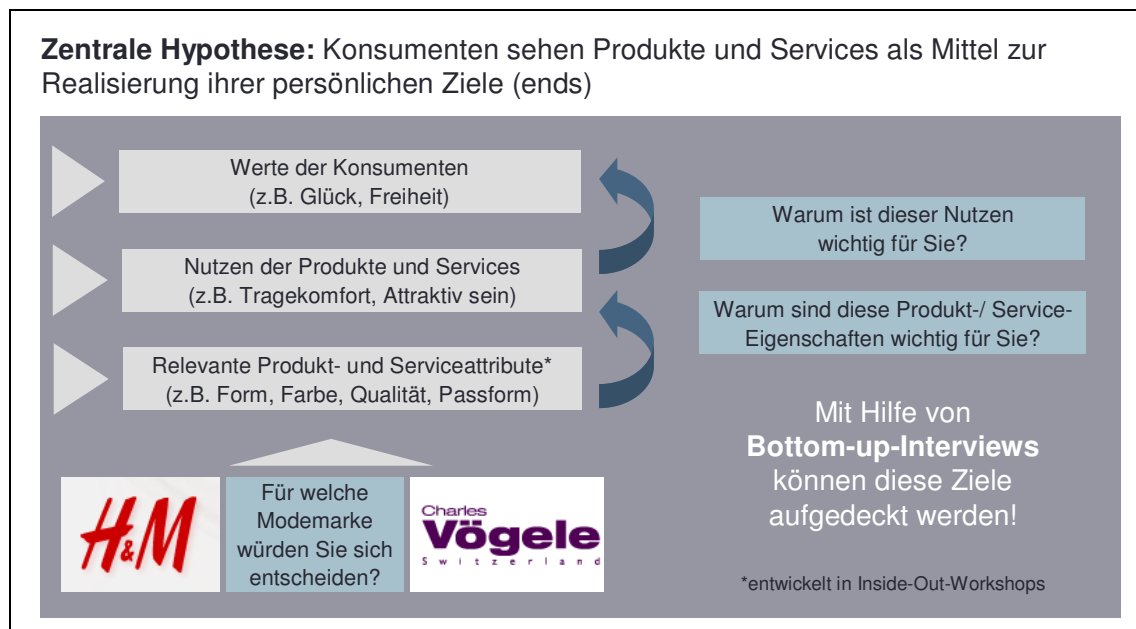 Zentrale Hypothese: Konsumenten sehen Produkte und Services als Mittel zur
Realisierung ihrer persönlichen Ziele (ends)
Werte der Konsumenten
(z.B. Glück, Freiheit)
Warum ist dieser Nutzen
wichtig für Sie?
Nutzen der Produkte und Services
(z.B. Tragekomfort, Attraktiv sein)
Warum sind diese Produkt-/ Service-
Eigenschaften wichtig für Sie?
Relevante Produkt- und Serviceattribute*
(z.B. Form, Farbe, Qualität, Passform)
Mit Hilfe von
Bottom-up-Interviews
können diese Ziele
aufgedeckt werden!
H&M
Für welche
Modemarke
würden Sie sich
entscheiden?
Charles
Vögele
Switzerland
*entwickelt in Inside-Out-Workshops